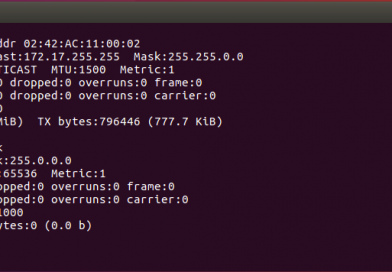 ddr 02:42:AC:11:00:02
ast:172.17.255.255  Mask:255.255.0.0
TICAST  MTU:1500  Metric:1
0 dropped:0 overruns:0 frame:0
0 dropped:0 overruns:0 carrier:0
0
MiB)  TX bytes:796446 (777.7 KiB)
k
k:255.0.0.0
:65536  Metric:1
opped:0 overruns:0 frame:0
opped:0 overruns:0 carrier:0
1000
ytes:0 (0.0 b)